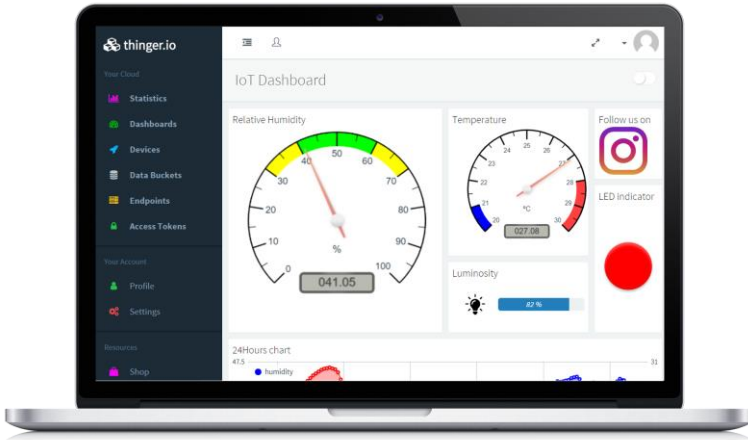 thinger.io
Your Cloud
Statistics
Dashboards
Devices
Data Buckets
Endpoints
Access Tokens
Your Account
Profile
Settings
Resources
Shop
IoT Dashboard
Relative Humidity
0
10
20
30
40
50
60
70
80
90
100
%
041.05
Temperature
20
21
22
23
24
25
26
27
28
29
30
°C
027.08
Follow us on
LED indicator
Luminosity
82 %
24Hours chart
47.5
31
humidity